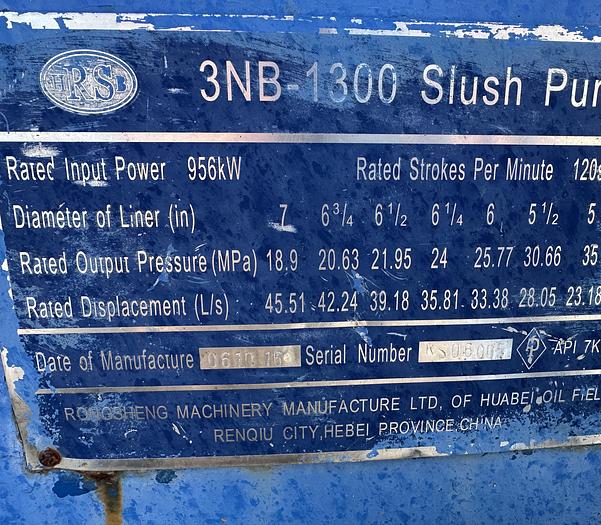 HRSB
3NB-1300 Slush Pu
Rated Input Power 956kW Rated Strokes Per Minute 120s
Diameter of Liner (in) 7 6 3/4 6 1/2 6 1/4 6 5 1/2 5
Rated Output Pressure (MPa) 18.9 20.63 21.95 24 25.77 30.66 35
Rated Displacement (L/s) 45.51 42.24 39.18 35.81 33.38 28.05 23.18
Date of Manufacture Serial Number API 7K
RONGSHENG MACHINERY MANUFACTURE LTD, OF HUABEI OIL FIEL
RENQIU CITY,HEBEI PROVINCE,CHINA